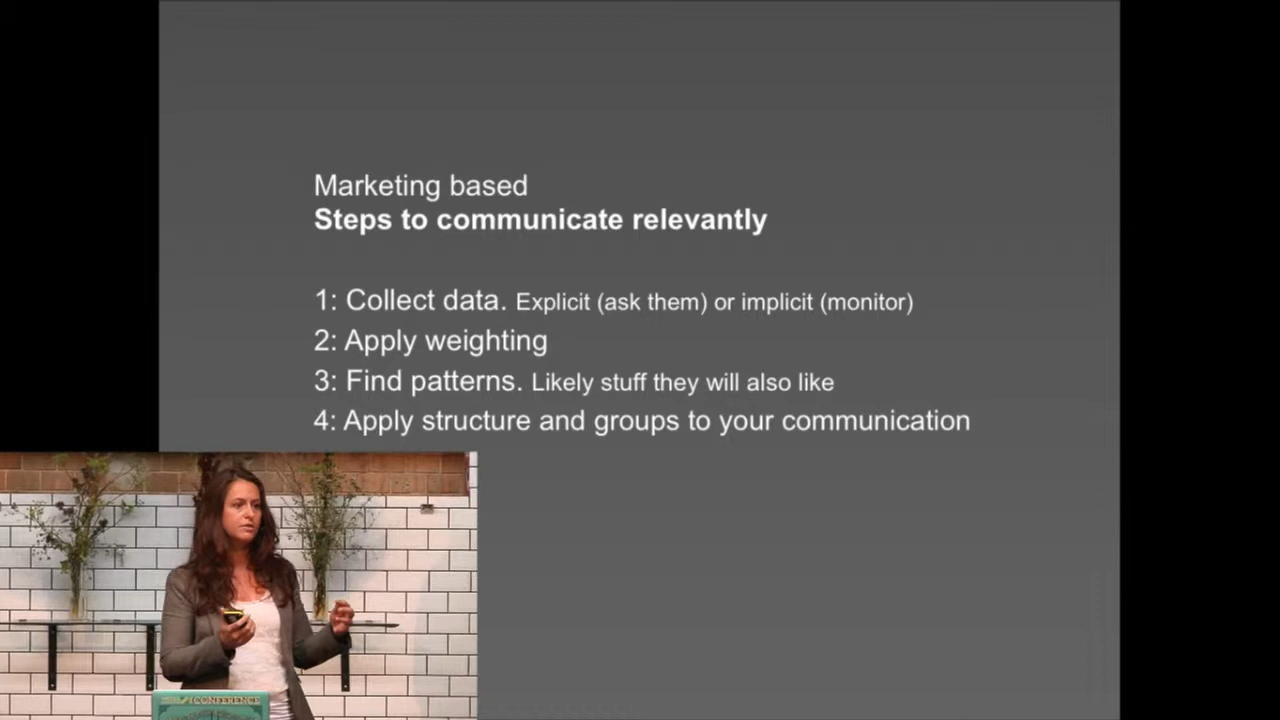 Marketing based
Steps to communicate relevantly
1: Collect data. Explicit (ask them) or implicit (monitor)
2: Apply weighting
3: Find patterns. Likely stuff they will also like
4: Apply structure and groups to your communication
CONFERENCE